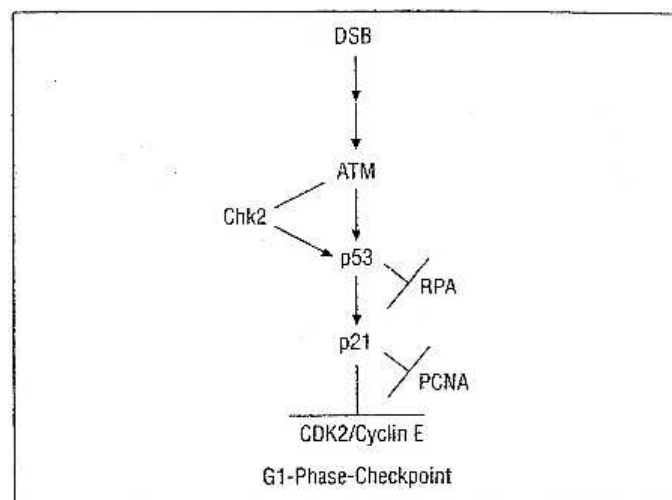 DSB
ATM
Chk2
p53
RPA
p21
PCNA
CDK2/Cyclin E
G1-Phase-Checkpoint